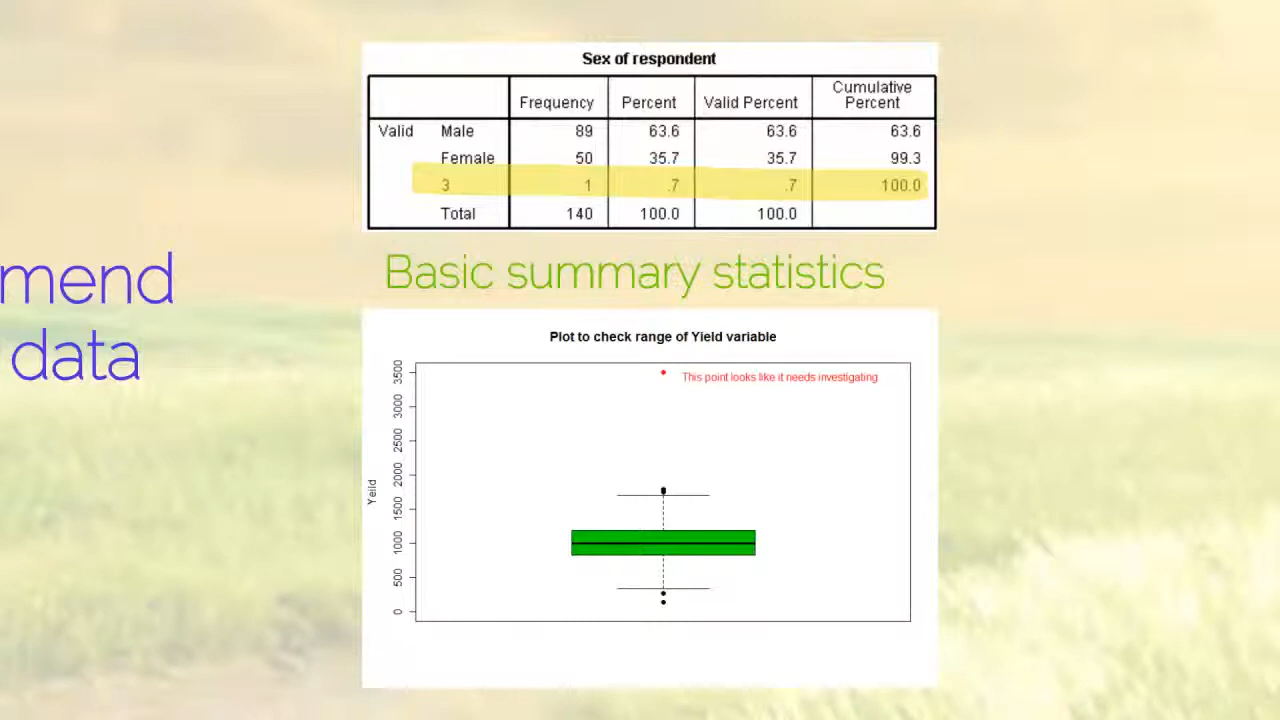 Sex of respondent
Frequency Percent Valid Percent Cumulative Percent
Valid Male 89 63.6 63.6 63.6
Female 50 35.7 35.7 99.3
3 1 .7 .7 100.0
Total 140 100.0 100.0
mend
data
Basic summary statistics
Plot to check range of Yield variable
This point looks like it needs investigating
3500
3000
2500
2000
1500
1000
500
0
Yeild